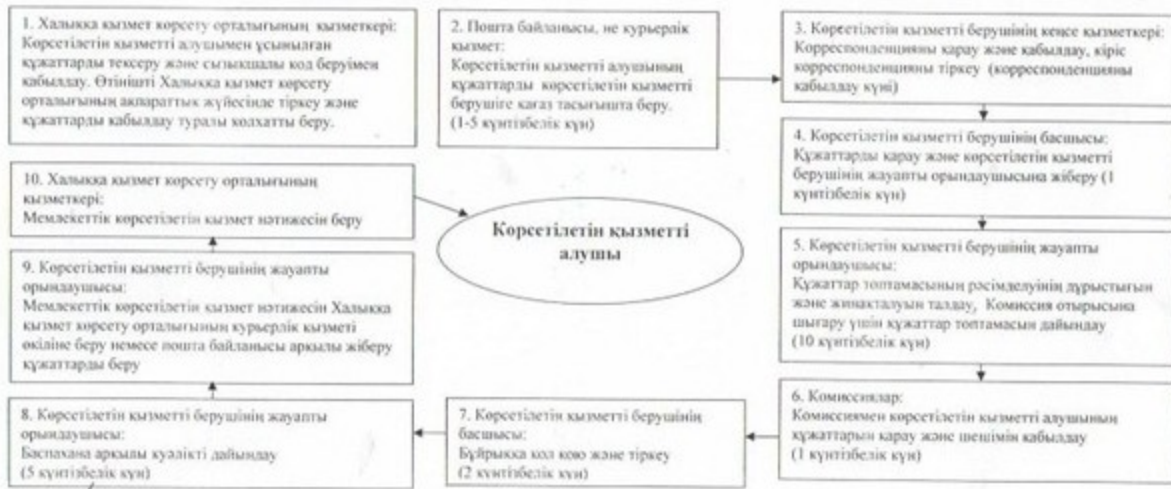 1. Халыққа қызмет көрсету орталығының қызметкері:
Көрсетілетін қызметті алушымен ұсынылған
құжаттарды тексеру және сызықшалы код беруімен
қабылдау. Өтінішті Халыққа қызмет көрсету
орталығының ақпараттық жүйесінде тіркеу және
құжаттарды қабылдау туралы қолхатты беру.
2. Пошта байланысы, не курьерлік
қызмет:
Көрсетілетін қызметті алушының
құжаттарды көрсетілетін қызметті
берушіге қағаз тасығышта беру.
(1-5 күнтізбелік күн)
3. Көрсетілетін қызметті берушінің кеңсе қызметкері:
Корреспонденцияны қарау және қабылдау, кіріс
корреспонденцияны тіркеу (корреспонденцияны
қабылдау күні)
4. Көрсетілетін қызметті берушінің басшысы:
Құжаттарды қарау және көрсетілетін қызметті
берушінің жауапты орындаушысына жіберу (1
күнтізбелік күн)
5. Көрсетілетін қызметті берушінің жауапты
орындаушысы:
Құжаттар топтамасының рәсімделуінің дұрыстығын
және жинақталуын талдау, Комиссия отырысына
шығару үшін құжаттар топтамасын дайындау
(10 күнтізбелік күн)
6. Комиссиялар:
Комиссиямен көрсетілетін қызметті алушының
құжаттарын қарау және шешімін қабылдау
(1 күнтізбелік күн)
7. Көрсетілетін қызметті берушінің
басшысы:
Бұйрыққа қол қою және тіркеу
(2 күнтізбелік күн)
8. Көрсетілетін қызметті берушінің жауапты
орындаушысы:
Баспахана арқылы куәлікті дайындау
(5 күнтізбелік күн)
9. Көрсетілетін қызметті берушінің жауапты
орындаушысы:
Мемлекеттік көрсетілетін қызмет нәтижесін Халыққа
қызмет көрсету орталығының курьерлік қызметі
өкіліне беру немесе пошта байланысы арқылы жіберу
құжаттарды беру
10. Халыққа қызмет көрсету орталығының
қызметкері:
Мемлекеттік көрсетілетін қызмет нәтижесін беру
Көрсетілетін қызметті
алушы